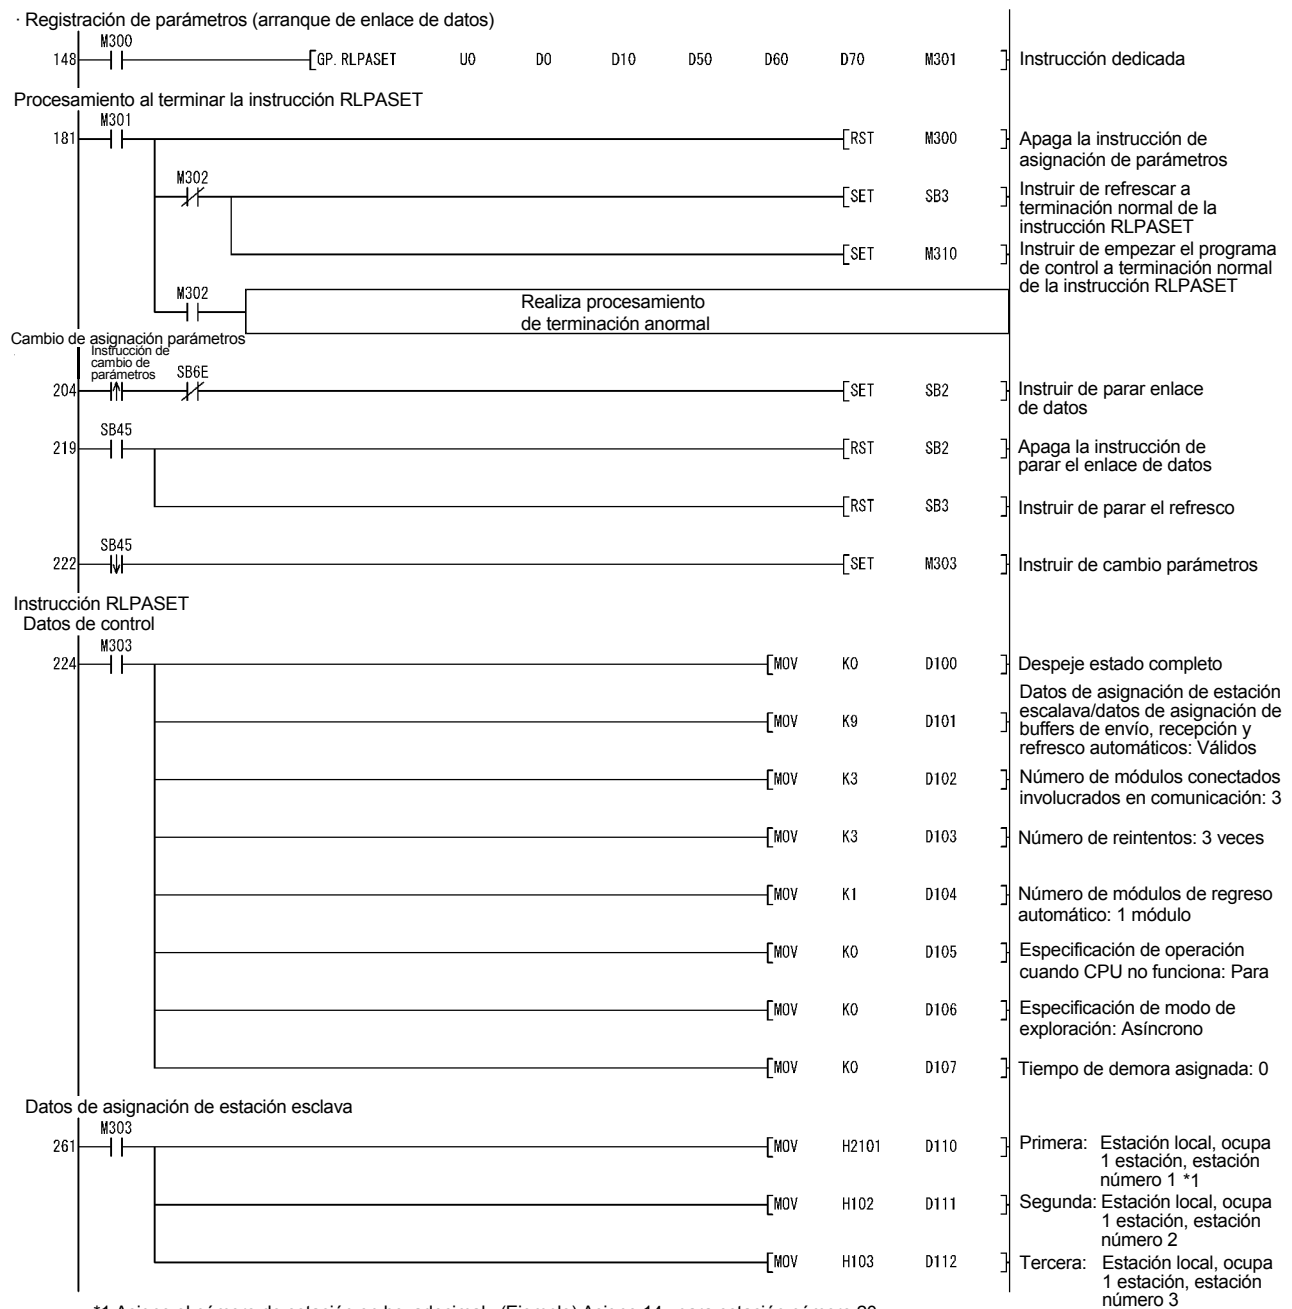 · Registración de parámetros (arranque de enlace de datos)
M300
148 GP.RLPASET U0 D0 D10 D50 D60 D70 M301 Instrucción dedicada
Procesamiento al terminar la instrucción RLPASET
M301
181 RST M300 Apaga la instrucción de
asignación de parámetros
M302
SET SB3 Instruir de refrescar a
terminación normal de la
instrucción RLPASET
SET M310 Instruir de empezar el programa
de control a terminación normal
de la instrucción RLPASET
M302
Realiza procesamiento
de terminación anormal
Cambio de asignación parámetros
Instrucción de
cambio de
parámetros
SB6E
204 SET SB2 Instruir de parar enlace
de datos
SB45
219 RST SB2 Apaga la instrucción de
parar el enlace de datos
RST SB3 Instruir de parar el refresco
SB45
222 SET M303 Instruir de cambio parámetros
Instrucción RLPASET
Datos de control
M303
224 MOV K0 D100 Despeje estado completo
Datos de asignación de estación
escalava/datos de asignación de
MOV K9 D101 buffers de envío, recepción y
refresco automáticos: Válidos
MOV K3 D102 Número de módulos conectados
involucrados en comunicación: 3
MOV K3 D103 Número de reintentos: 3 veces
MOV K1 D104 Número de módulos de regreso
automático: 1 módulo
MOV K0 D105 Especificación de operación
cuando CPU no funciona: Para
MOV K0 D106 Especificación de modo de
exploración: Asíncrono
MOV K0 D107 Tiempo de demora asignada: 0
Datos de asignación de estación esclava
M303
261 MOV H2101 D110 Primera: Estación local, ocupa
1 estación, estación
número 1 *1
MOV H102 D111 Segunda: Estación local, ocupa
1 estación, estación
número 2
MOV H103 D112 Tercera: Estación local, ocupa
1 estación, estación
número 3